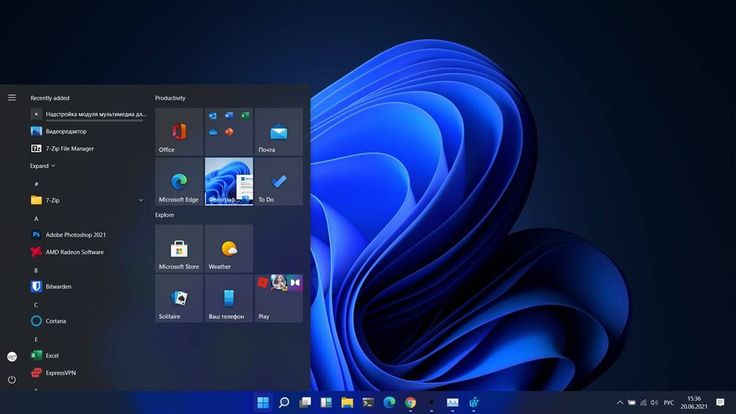 Recently added
Надстройка модуля мультимедиа дл...
Видеоредактор
7-Zip File Manager
Expand
#
7-Zip
A
Adobe Photoshop 2021
AMD Radeon Software
B
Bitwarden
C
Cortana
E
Excel
ExpressVPN
F
Productivity
Office
Почта
Microsoft Edge
To Do
Explore
Microsoft Store
Weather
Solitaire
Ваш телефон
Play
РУС
15:36
20.06.2021